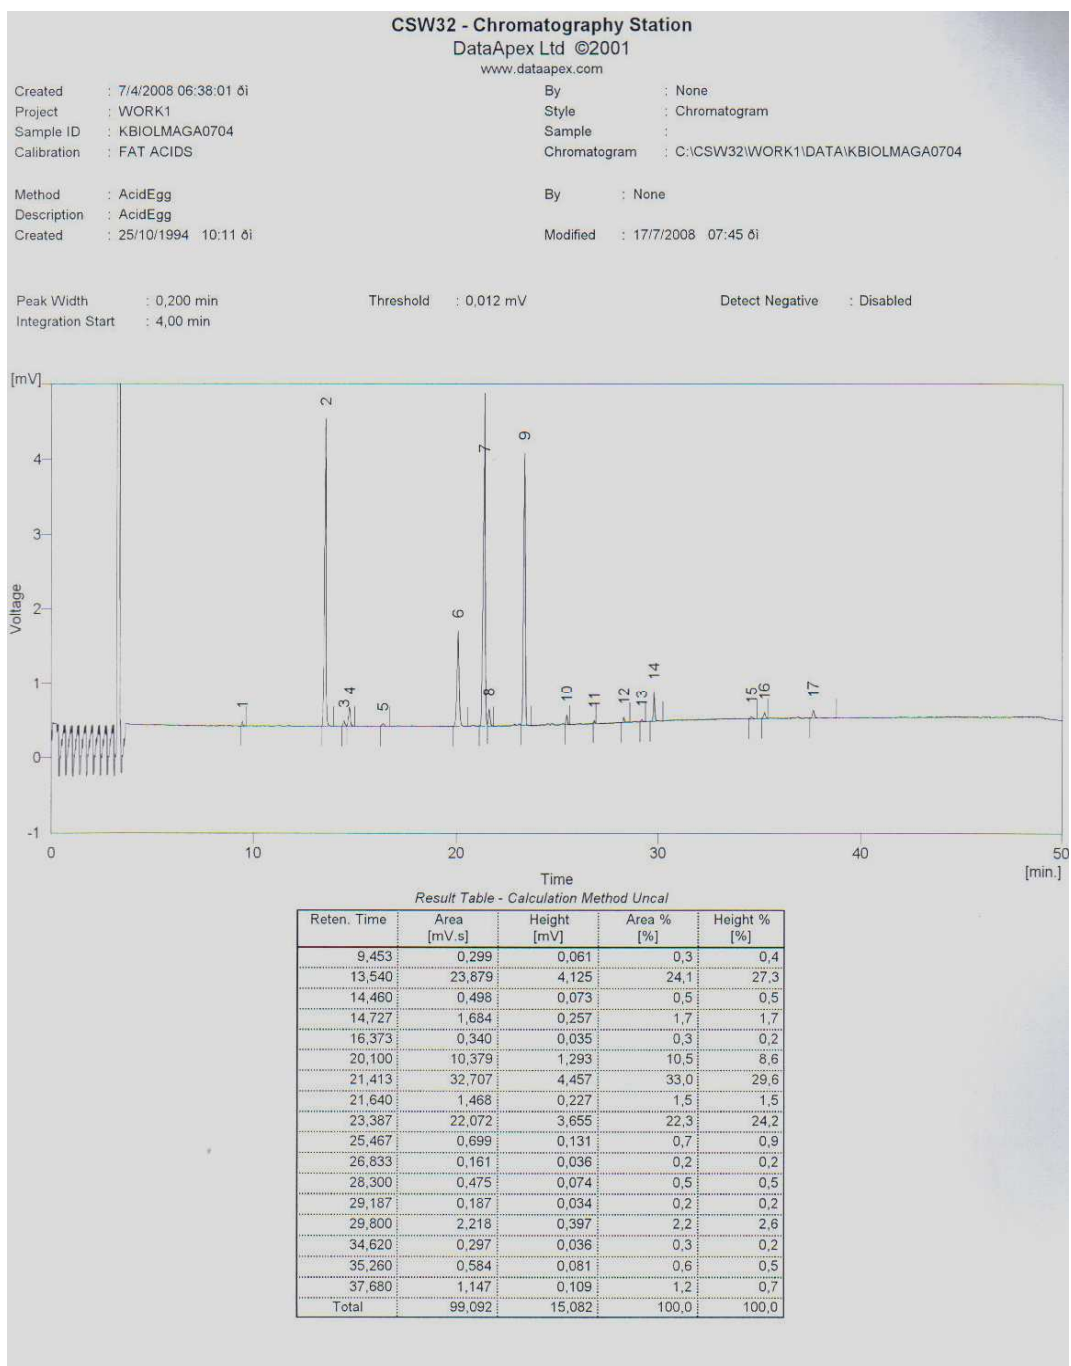 CSW32 - Chromatography Station
DataApex Ltd ©2001
www.dataapex.com
Created : 7/4/2008 06:38:01 ðì By : None
Project : WORK1 Style : Chromatogram
Sample ID : KBIOLMAGA0704 Sample :
Calibration : FAT ACIDS Chromatogram : C:\CSW32\WORK1\DATA\KBIOLMAGA0704
Method : AcidEgg By : None
Description : AcidEgg
Created : 25/10/1994 10:11 ðì Modified : 17/7/2008 07:45 ðì
Peak Width : 0,200 min Threshold : 0,012 mV Detect Negative : Disabled
Integration Start : 4,00 min
[mV]
4
3
2
1
0
-1
Voltage
1
2
3
4
5
6
7
8
9
10
11
12
13
14
15
16
17
0 10 20 30 40 50
Time
[min.]
Result Table - Calculation Method Uncal
Reten. Time Area Height Area % Height %
[mV.s] [mV] [%] [%]
9,453 0,299 0,061 0,3 0,4
13,540 23,879 4,125 24,1 27,3
14,460 0,498 0,073 0,5 0,5
14,727 1,684 0,257 1,7 1,7
16,373 0,340 0,035 0,3 0,2
20,100 10,379 1,293 10,5 8,6
21,413 32,707 4,457 33,0 29,6
21,640 1,468 0,227 1,5 1,5
23,387 22,072 3,655 22,3 24,2
25,467 0,699 0,131 0,7 0,9
26,833 0,161 0,036 0,2 0,2
28,300 0,475 0,074 0,5 0,5
29,187 0,187 0,034 0,2 0,2
29,800 2,218 0,397 2,2 2,6
34,620 0,297 0,036 0,3 0,2
35,260 0,584 0,081 0,6 0,5
37,680 1,147 0,109 1,2 0,7
Total 99,092 15,082 100,0 100,0